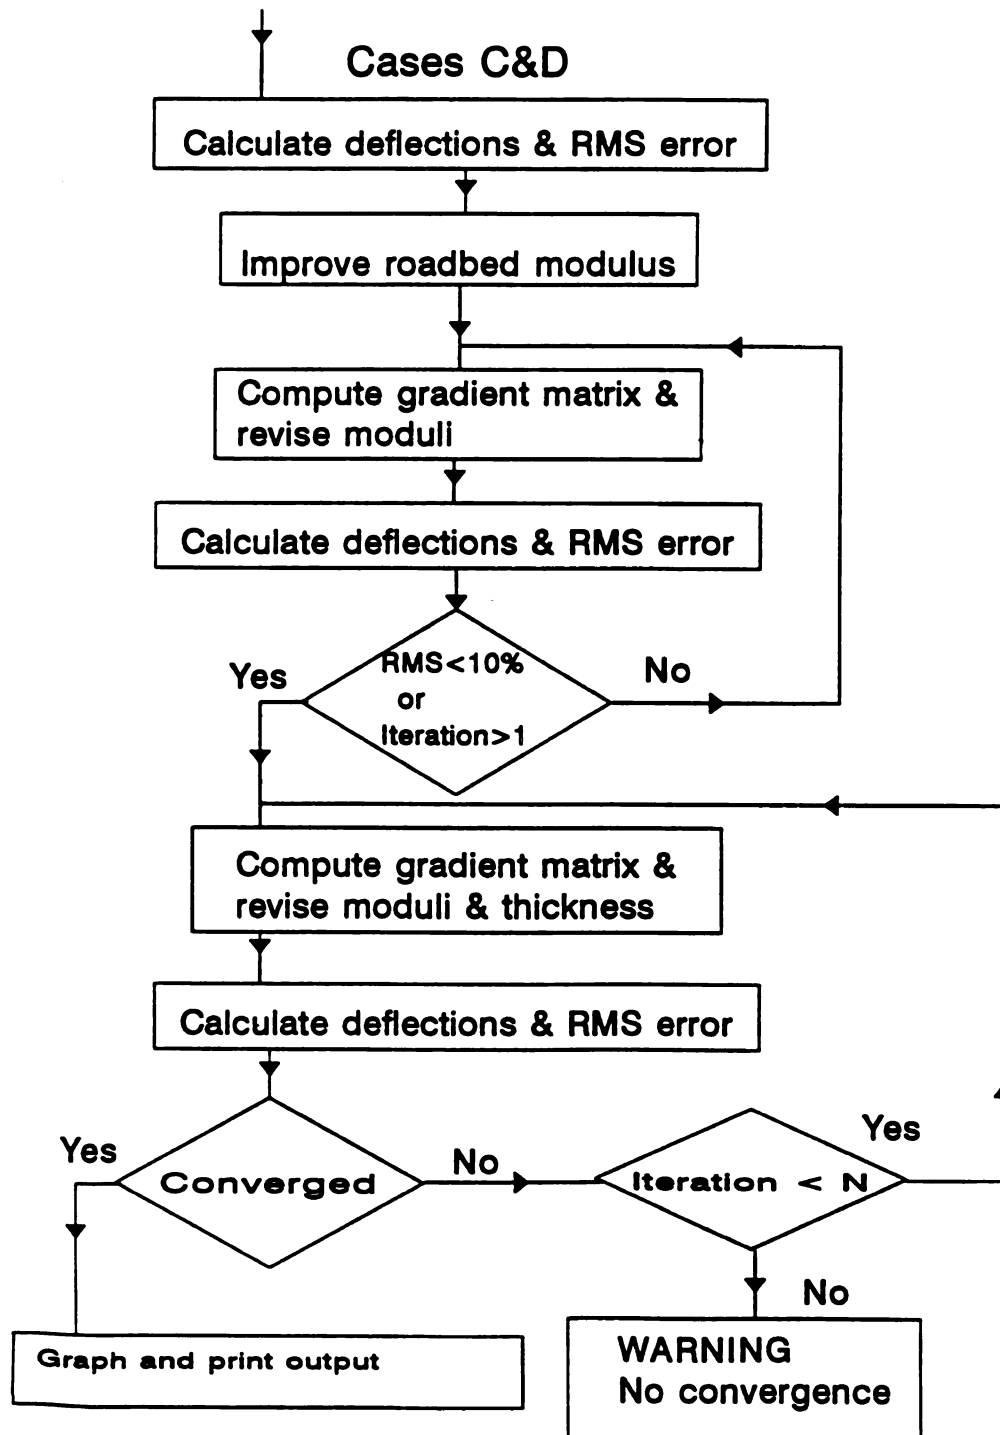 Cases C&D
Calculate deflections & RMS error
Improve roadbed modulus
Compute gradient matrix &
revise moduli
Calculate deflections & RMS error
RMS<10%
or
Iteration>1
Yes
No
Compute gradient matrix &
revise moduli & thickness
Calculate deflections & RMS error
Converged
Yes
No
Iteration < N
Yes
No
Graph and print output
WARNING
No convergence